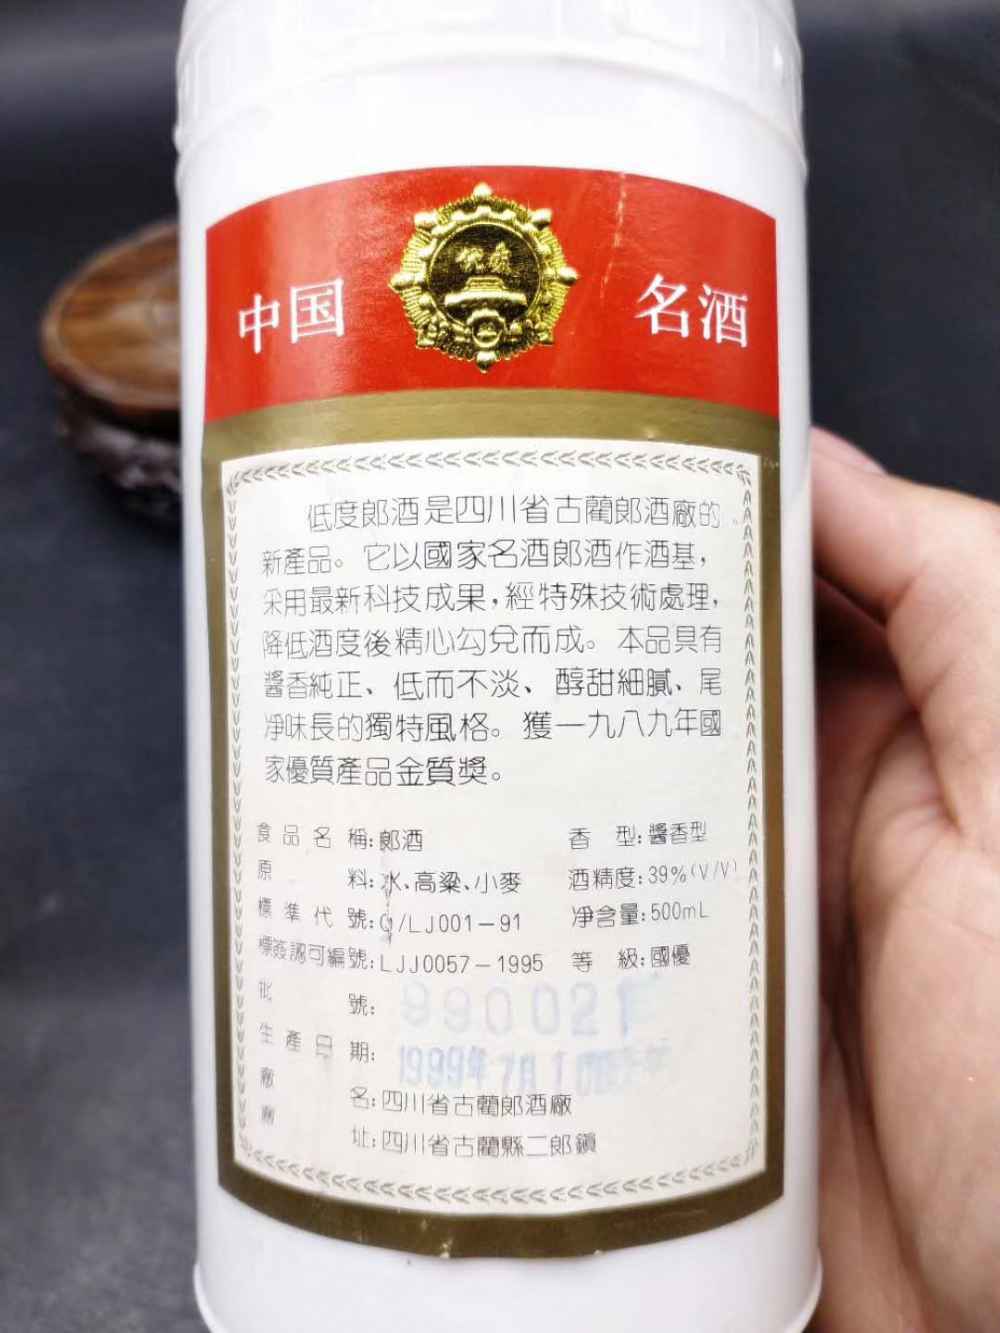 中国
名酒
低度郎酒是四川省古藺郎酒廠的
新產品。它以國家名酒郎酒作酒基，
采用最新科技成果，經特殊技術處理，
降低酒度後精心勾兌而成。本品具有
醬香純正、低而不淡、醇甜細膩、尾
凈味長的獨特風格。獲一九八九年國
家優質產品金質獎。
食品名稱：郎酒 香型：醬香型
原料：水、高粱、小麥 酒精度：39%(V/V)
標準代號：Q/LJ001－91 凈含量：500mL
標簽認可編號：LJJ0057－1995 等級：國優
批號：99002
生產日期：1999年7月1
廠名：四川省古藺郎酒廠
廠址：四川省古藺縣二郎鎮